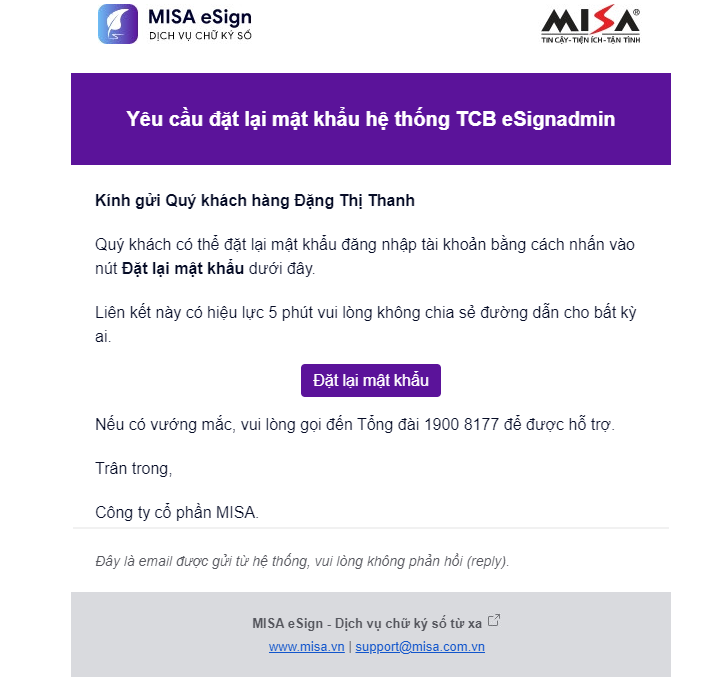 MISA eSign
DỊCH VỤ CHỮ KÝ SỐ
MISA®
TIN CẬY-TIỆN ÍCH-TẬN TÌNH
Yêu cầu đặt lại mật khẩu hệ thống TCB eSignadmin
Kính gửi Quý khách hàng Đặng Thị Thanh
Quý khách có thể đặt lại mật khẩu đăng nhập tài khoản bằng cách nhấn vào
nút Đặt lại mật khẩu dưới đây.
Liên kết này có hiệu lực 5 phút vui lòng không chia sẻ đường dẫn cho bất kỳ
ai.
Đặt lại mật khẩu
Nếu có vướng mắc, vui lòng gọi đến Tổng đài 1900 8177 để được hỗ trợ.
Trân trong,
Công ty cổ phần MISA.
Đây là email được gửi từ hệ thống, vui lòng không phản hồi (reply).
MISA eSign - Dịch vụ chữ ký số từ xa
www.misa.vn | support@misa.com.vn